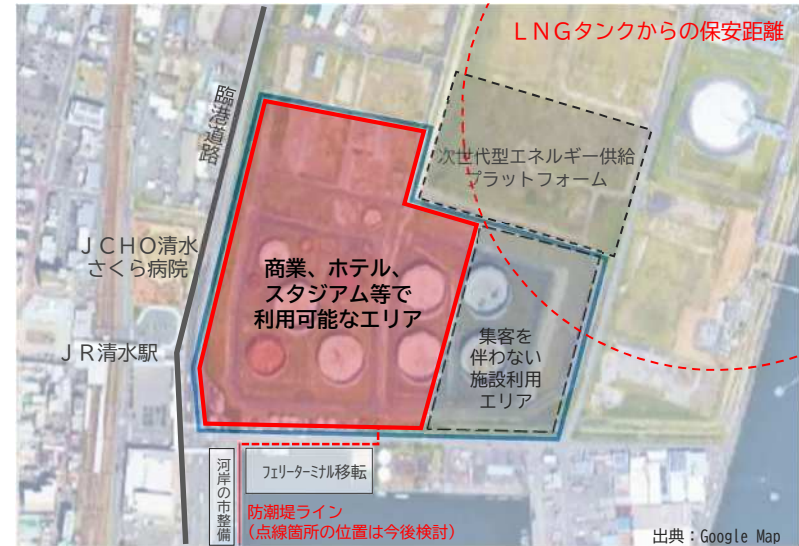 LNGタンクからの保安距離
臨港道路
次世代型エネルギー供給
プラットフォーム
JCHO清水
さくら病院
商業、ホテル、
スタジアム等で
利用可能なエリア
JR清水駅
集客を
伴わない
施設利用
エリア
河岸の市整備
フェリーターミナル移転
防潮堤ライン
(点線箇所の位置は今後検討)
出典：Google Map